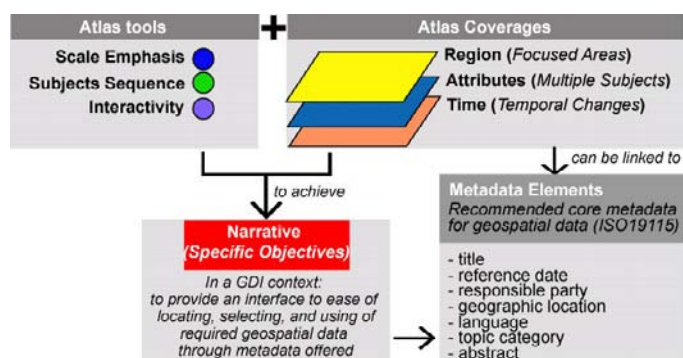 Atlas tools
+
Atlas Coverages
Scale Emphasis
Subjects Sequence
Interactivity
Region (Focused Areas)
Attributes (Multiple Subjects)
Time (Temporal Changes)
to achieve
can be linked to
Narrative
(Specific Objectives)
In a GDI context:
to provide an interface to ease of
locating, selecting, and using of
required geospatial data
through metadata offered
Metadata Elements
Recommended core metadata
for geospatial data (ISO19115)
- title
- reference date
- responsible party
- geographic location
- language
- topic category
- abstract